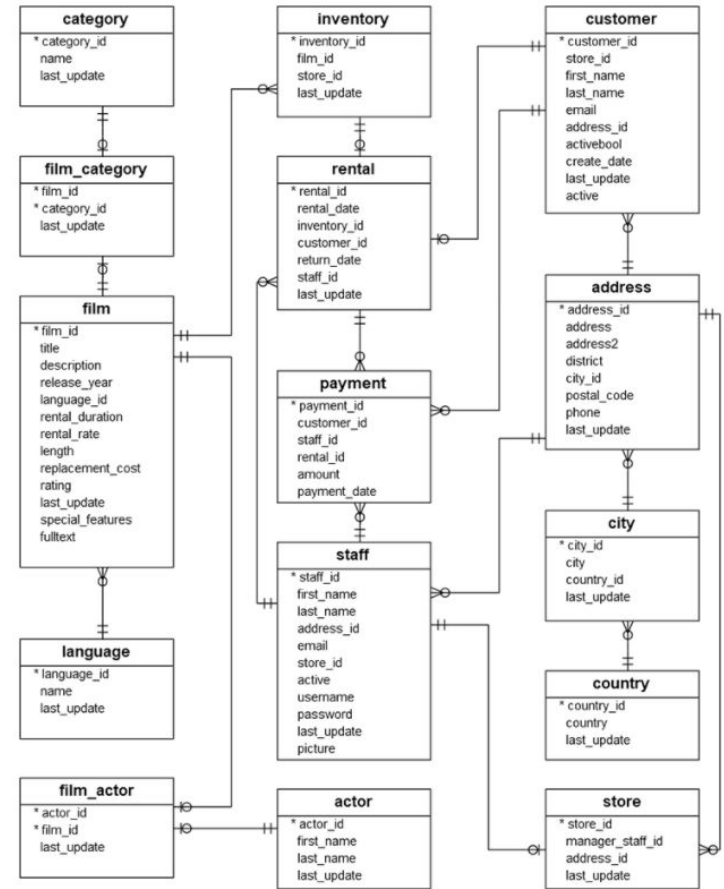 category
* category_id
name
last_update
film_category
* film_id
* category_id
last_update
film
* film_id
title
description
release_year
language_id
rental_duration
rental_rate
length
replacement_cost
rating
last_update
special_features
fulltext
language
* language_id
name
last_update
film_actor
* actor_id
* film_id
last_update
inventory
* inventory_id
film_id
store_id
last_update
rental
* rental_id
rental_date
inventory_id
customer_id
return_date
staff_id
last_update
payment
* payment_id
customer_id
staff_id
rental_id
amount
payment_date
staff
* staff_id
first_name
last_name
address_id
email
store_id
active
username
password
last_update
picture
actor
* actor_id
first_name
last_name
last_update
customer
* customer_id
store_id
first_name
last_name
email
address_id
activebool
create_date
last_update
active
address
* address_id
address
address2
district
city_id
postal_code
phone
last_update
city
* city_id
city
country_id
last_update
country
* country_id
country
last_update
store
* store_id
manager_staff_id
address_id
last_update